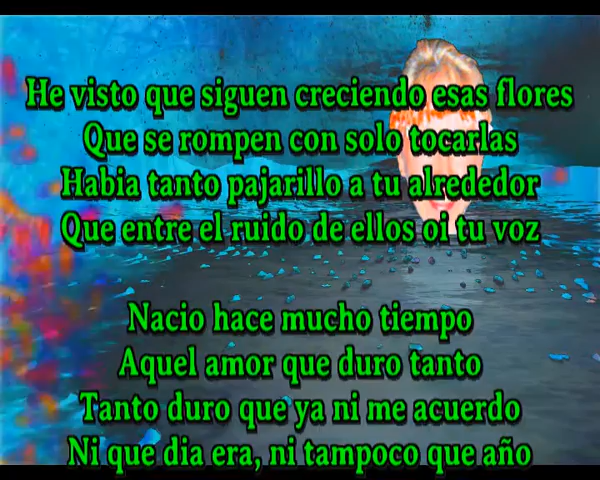 He visto que siguen creciendo esas flores
Que se rompen con solo tocarlas
Habia tanto pajarillo a tu alrededor
Que entre el ruido de ellos oi tu voz
Nacio hace mucho tiempo
Aquel amor que duro tanto
Tanto duro que ya ni me acuerdo
Ni que dia era, ni tampoco que año